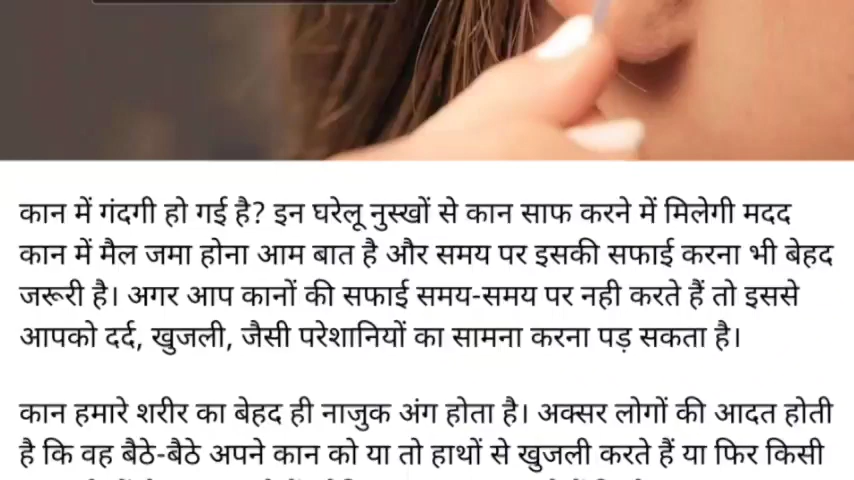 कान में गंदगी हो गई है? इन घरेलू नुस्खों से कान साफ करने में मिलेगी मदद
कान में मैल जमा होना आम बात है और समय पर इसकी सफाई करना भी बेहद
जरूरी है। अगर आप कानों की सफाई समय-समय पर नही करते हैं तो इससे
आपको दर्द, खुजली, जैसी परेशानियों का सामना करना पड़ सकता है।
कान हमारे शरीर का बेहद ही नाजुक अंग होता है। अक्सर लोगों की आदत होती
है कि वह बैठे-बैठे अपने कान को या तो हाथों से खुजली करते हैं या फिर किसी